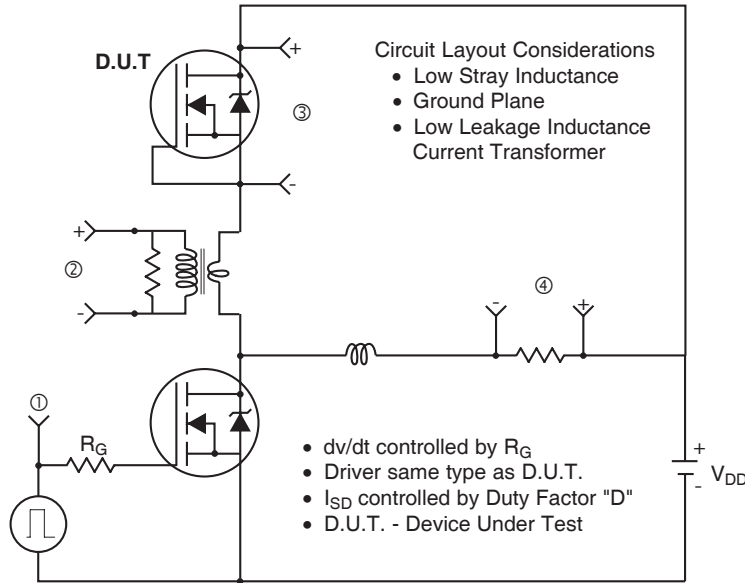 D.U.T
+
-
③
Circuit Layout Considerations
• Low Stray Inductance
• Ground Plane
• Low Leakage Inductance
Current Transformer
+
②
-
④
-
+
①
R_G
• dv/dt controlled by R_G
• Driver same type as D.U.T.
• I_SD controlled by Duty Factor "D"
• D.U.T. - Device Under Test
+
-
V_DD